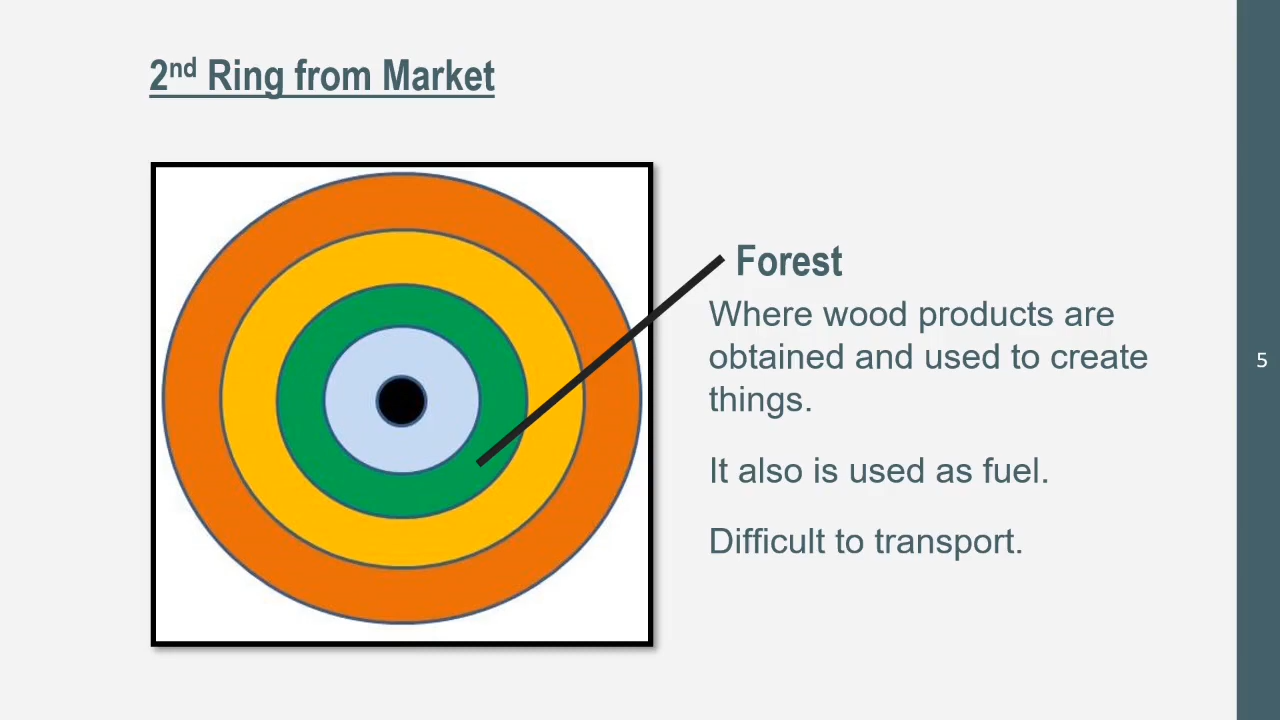 2nd Ring from Market
Forest
Where wood products are
obtained and used to create
things.
It also is used as fuel.
Difficult to transport.
5